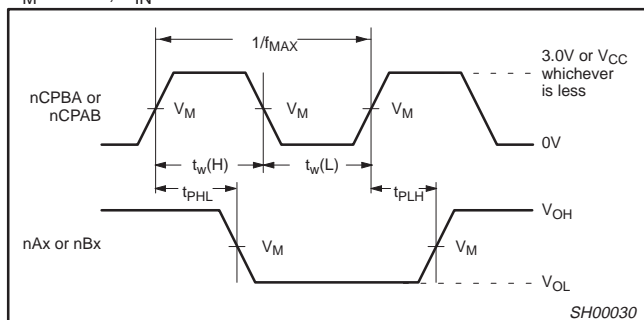 M IN
1/fMAX
3.0V or VCC
whichever
is less
nCPBA or
nCPAB
VM VM VM
0V
tw(H) tw(L)
tPHL tPLH
VOH
nAx or nBx
VM VM
VOL
SH00030